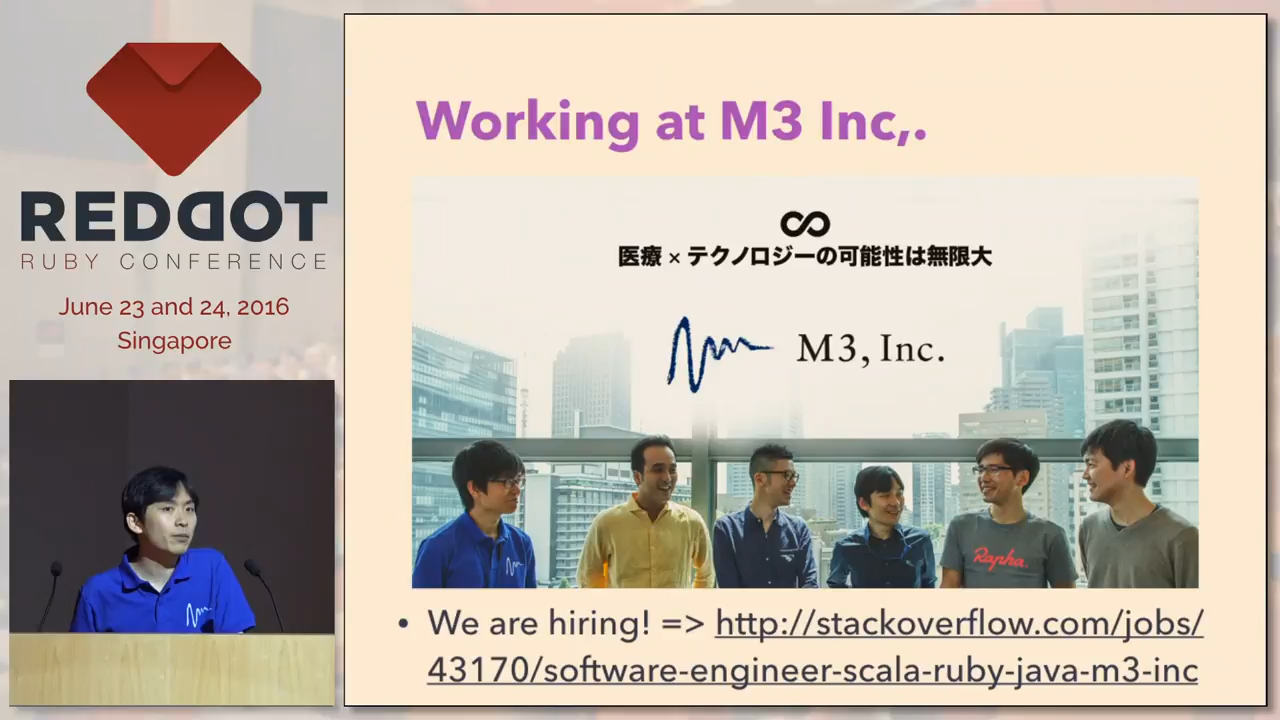 REDDOT
RUBY CONFERENCE
June 23 and 24, 2016
Singapore
Working at M3 Inc,.
医療 × テクノロジーの可能性は無限大
M3, Inc.
Rapha.
• We are hiring! => http://stackoverflow.com/jobs/
43170/software-engineer-scala-ruby-java-m3-inc